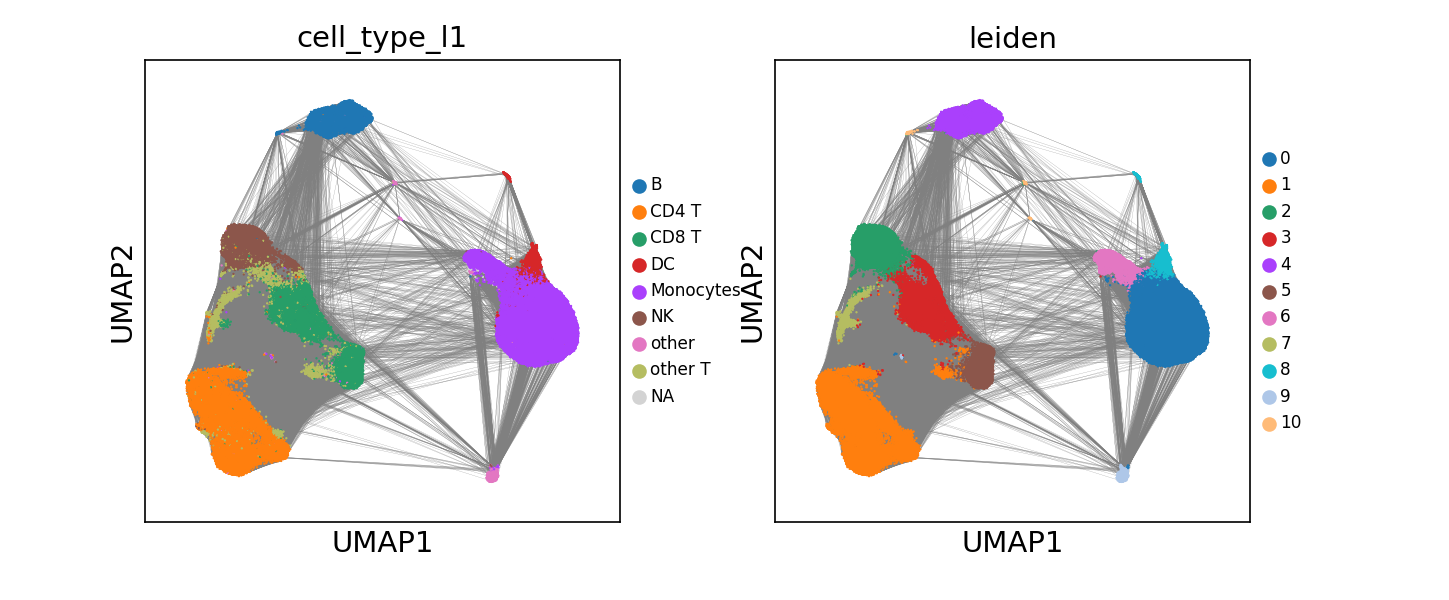 cell_type_l1
UMAP2
UMAP1
B
CD4 T
CD8 T
DC
Monocytes
NK
other
other T
NA
leiden
UMAP2
UMAP1
0
1
2
3
4
5
6
7
8
9
10